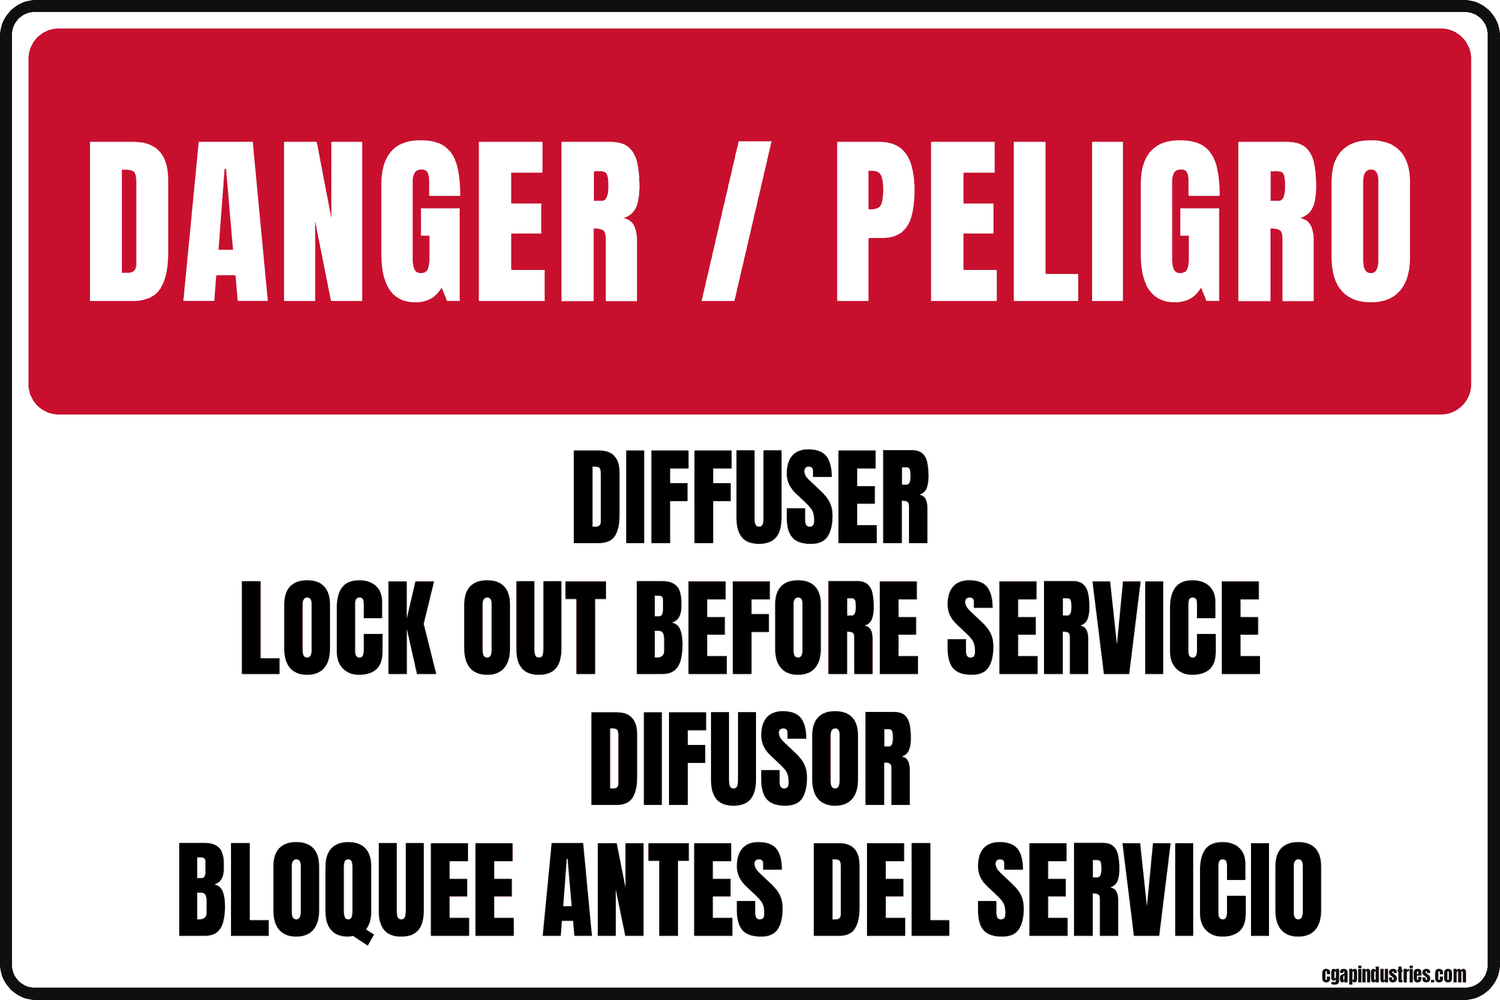 DANGER / PELIGRO
DIFFUSER
LOCK OUT BEFORE SERVICE
DIFUSOR
BLOQUEE ANTES DEL SERVICIO
cgapindustries.com